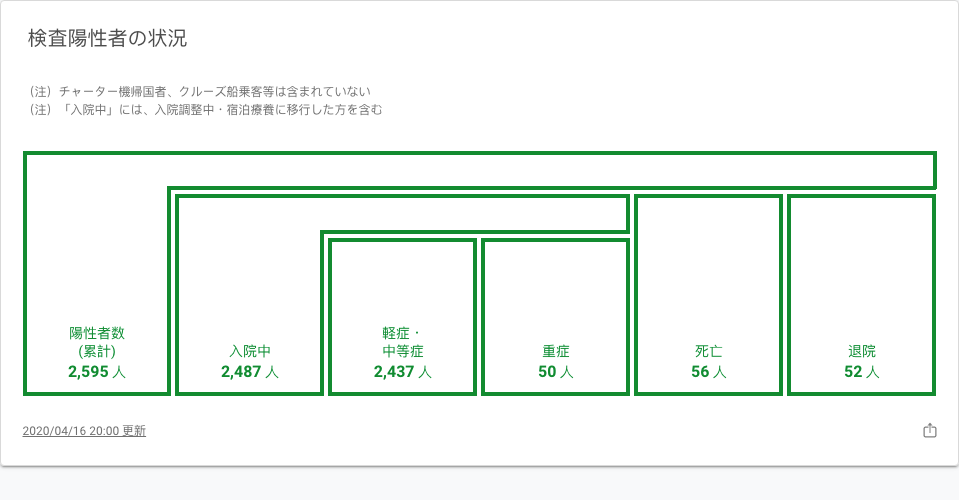 検査陽性者の状況
（注）チャーター機帰国者、クルーズ船乗客等は含まれていない
（注）「入院中」には、入院調整中・宿泊療養に移行した方を含む
陽性者数
(累計)
2,595 人
入院中
2,487 人
軽症・
中等症
2,437 人
重症
50 人
死亡
56 人
退院
52 人
2020/04/16 20:00 更新